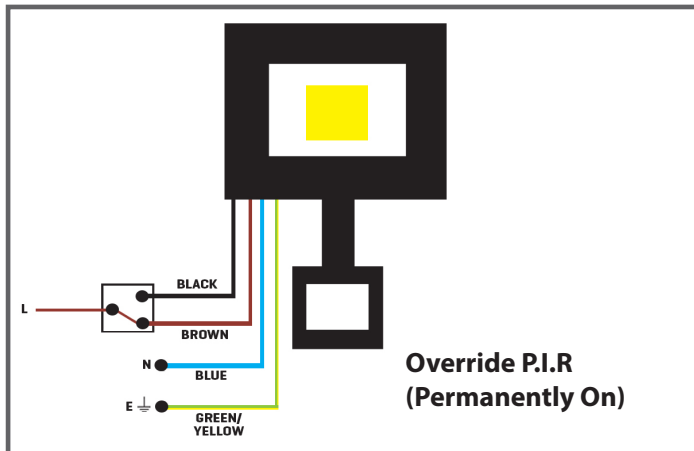 BLACK
L
BROWN
N
BLUE
E
GREEN/
YELLOW
Override P.I.R
(Permanently On)